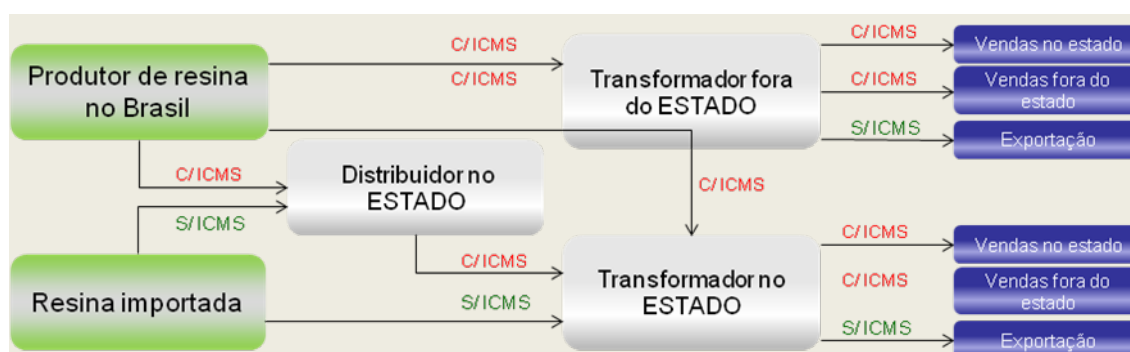 C/ICMS
C/ICMS
Produtor de resina
no Brasil
Transformador fora
do ESTADO
C/ICMS
Vendas no estado
C/ICMS
Vendas fora do
estado
S/ICMS
Exportação
C/ICMS
S/ICMS
Distribuidor no
ESTADO
C/ICMS
C/ICMS
S/ICMS
Resina importada
Transformador no
ESTADO
C/ICMS
Vendas no estado
C/ICMS
Vendas fora do
estado
S/ICMS
Exportação